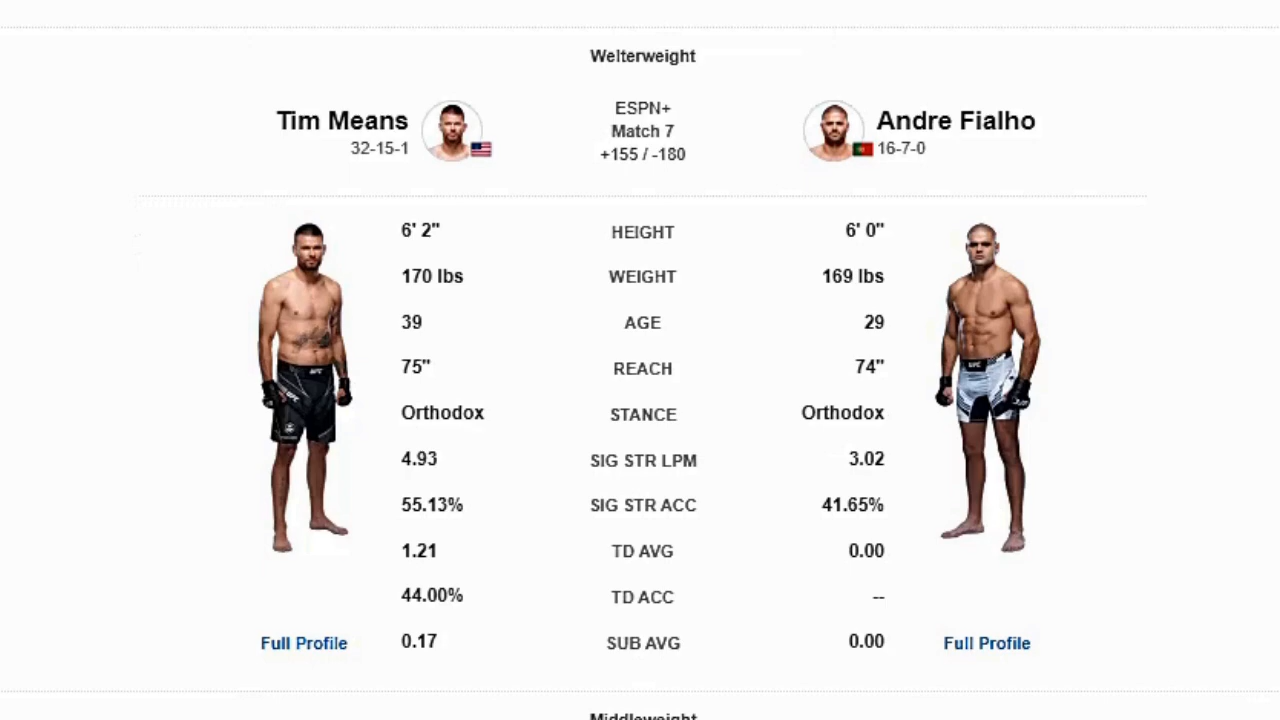 Welterweight
Tim Means
32-15-1
ESPN+
Match 7
+155 / -180
Andre Fialho
16-7-0
6' 2" HEIGHT 6' 0"
170 lbs WEIGHT 169 lbs
39 AGE 29
75" REACH 74"
Orthodox STANCE Orthodox
4.93 SIG STR LPM 3.02
55.13% SIG STR ACC 41.65%
1.21 TD AVG 0.00
44.00% TD ACC --
Full Profile 0.17 SUB AVG 0.00 Full Profile
Middleweight